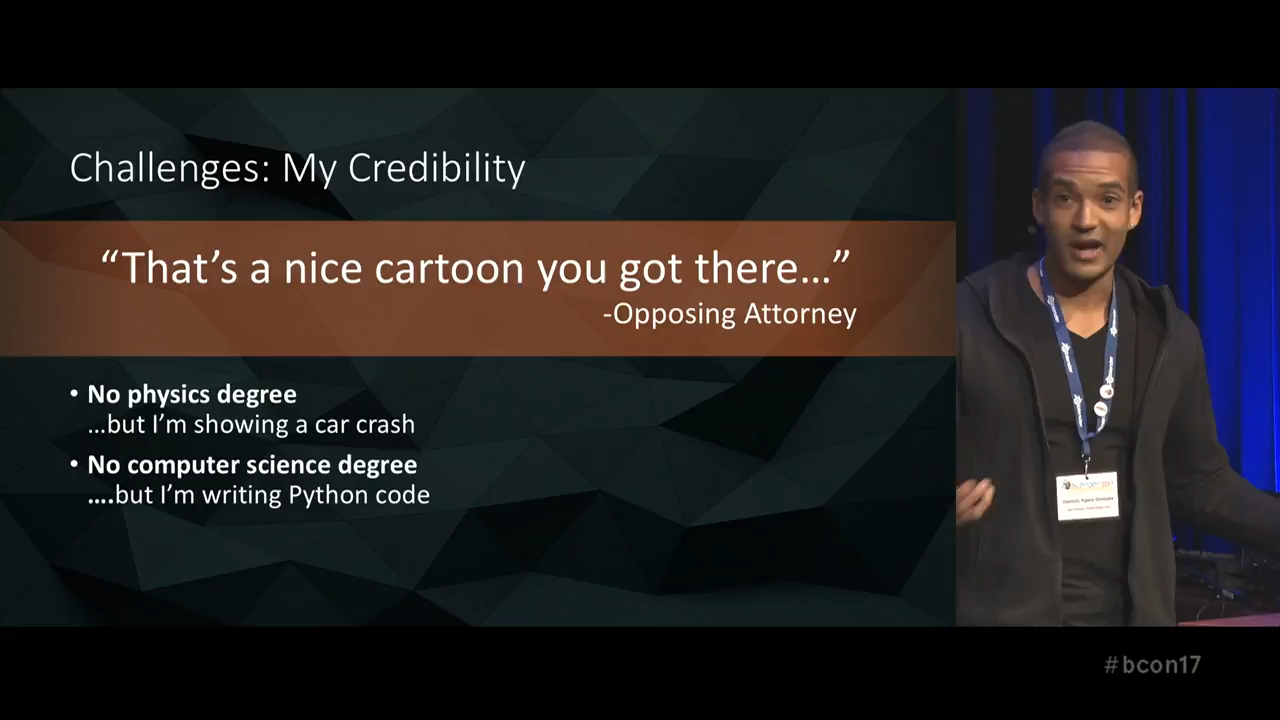 Challenges: My Credibility
“That’s a nice cartoon you got there…”
-Opposing Attorney
• No physics degree
…but I’m showing a car crash
• No computer science degree
….but I’m writing Python code
#bcon17